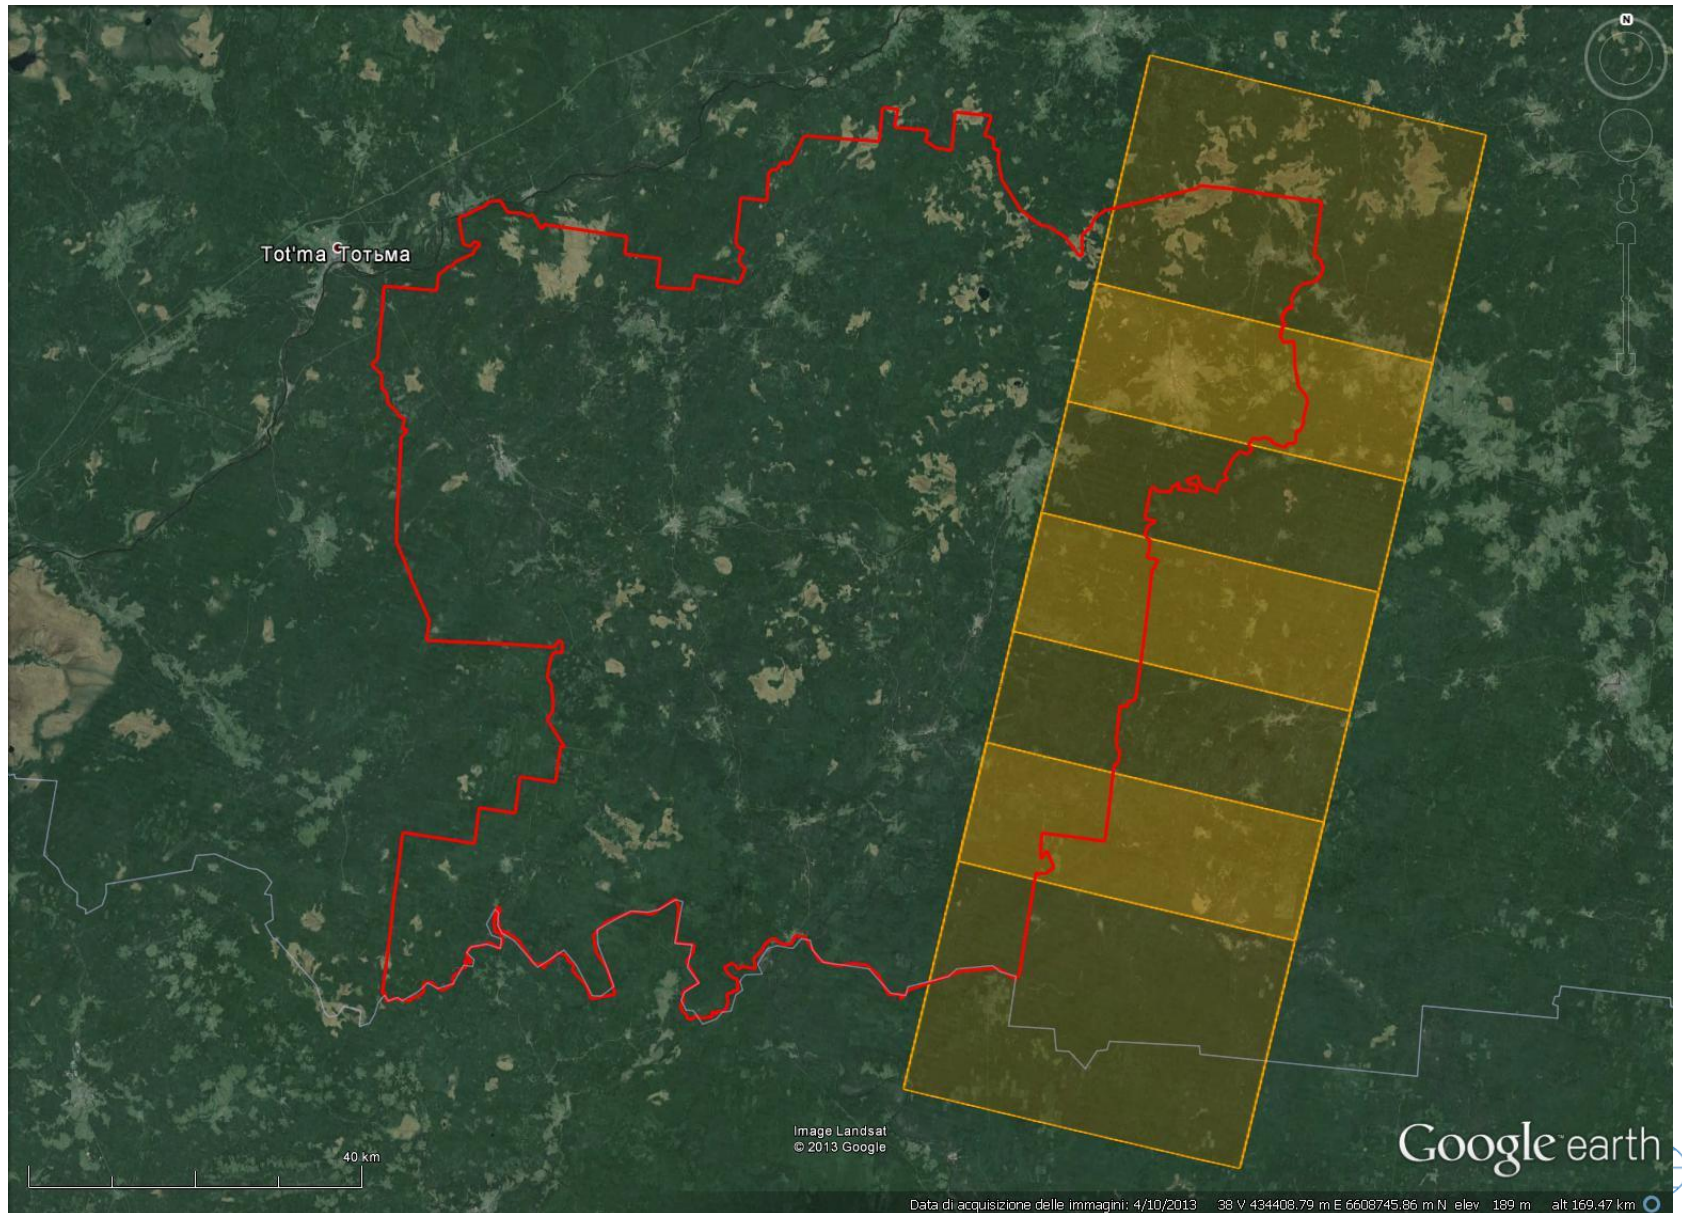 N
Tot'ma Тотьма
Image Landsat
© 2013 Google
Google earth
40 km
Data di acquisizione delle immagini: 4/10/2013 38 V 434408.79 m E 6608745.86 m N elev 189 m alt 169.47 km